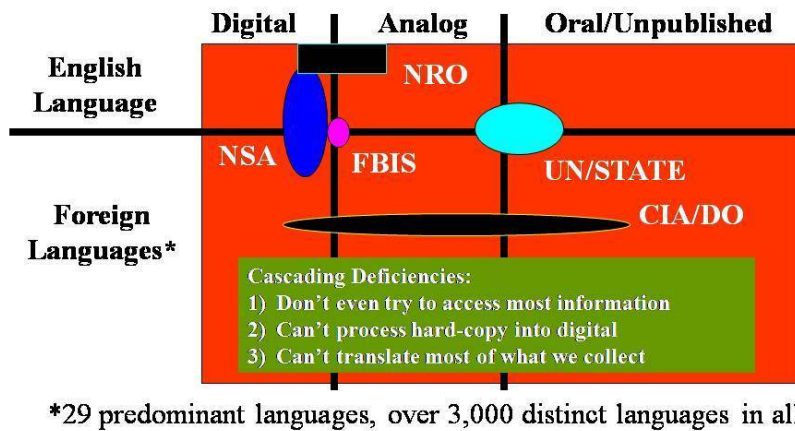 Digital Analog Oral/Unpublished
English
Language
NRO
NSA
FBIS
UN/STATE
Foreign
Languages*
CIA/DO
Cascading Deficiencies:
1) Don't even try to access most information
2) Can't process hard-copy into digital
3) Can't translate most of what we collect
*29 predominant languages, over 3,000 distinct languages in all